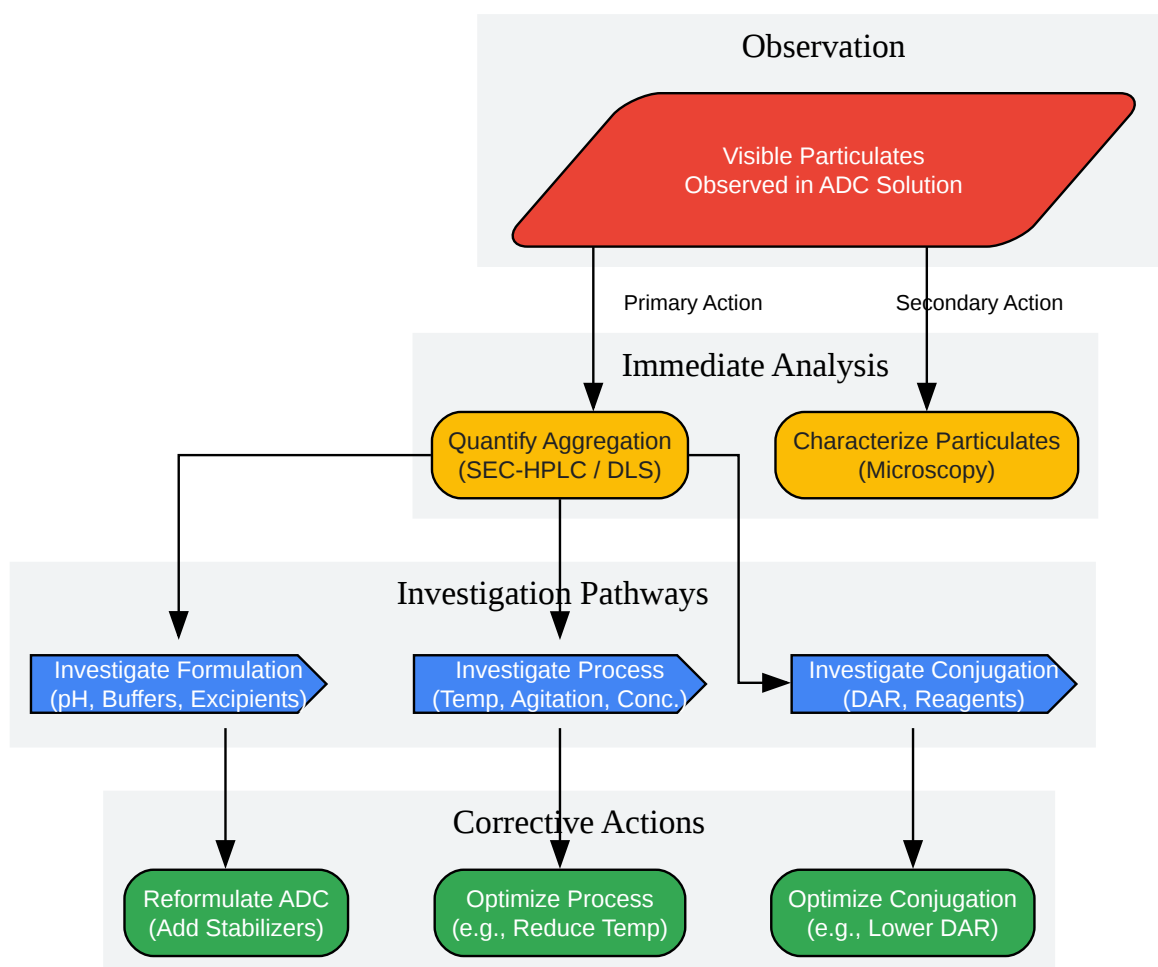 Observation
Visible Particulates
Observed in ADC Solution
Primary Action
Secondary Action
Immediate Analysis
Quantify Aggregation
(SEC-HPLC / DLS)
Characterize Particulates
(Microscopy)
Investigation Pathways
Investigate Formulation
(pH, Buffers, Excipients)
Investigate Process
(Temp, Agitation, Conc.)
Investigate Conjugation
(DAR, Reagents)
Corrective Actions
Reformulate ADC
(Add Stabilizers)
Optimize Process
(e.g., Reduce Temp)
Optimize Conjugation
(e.g., Lower DAR)